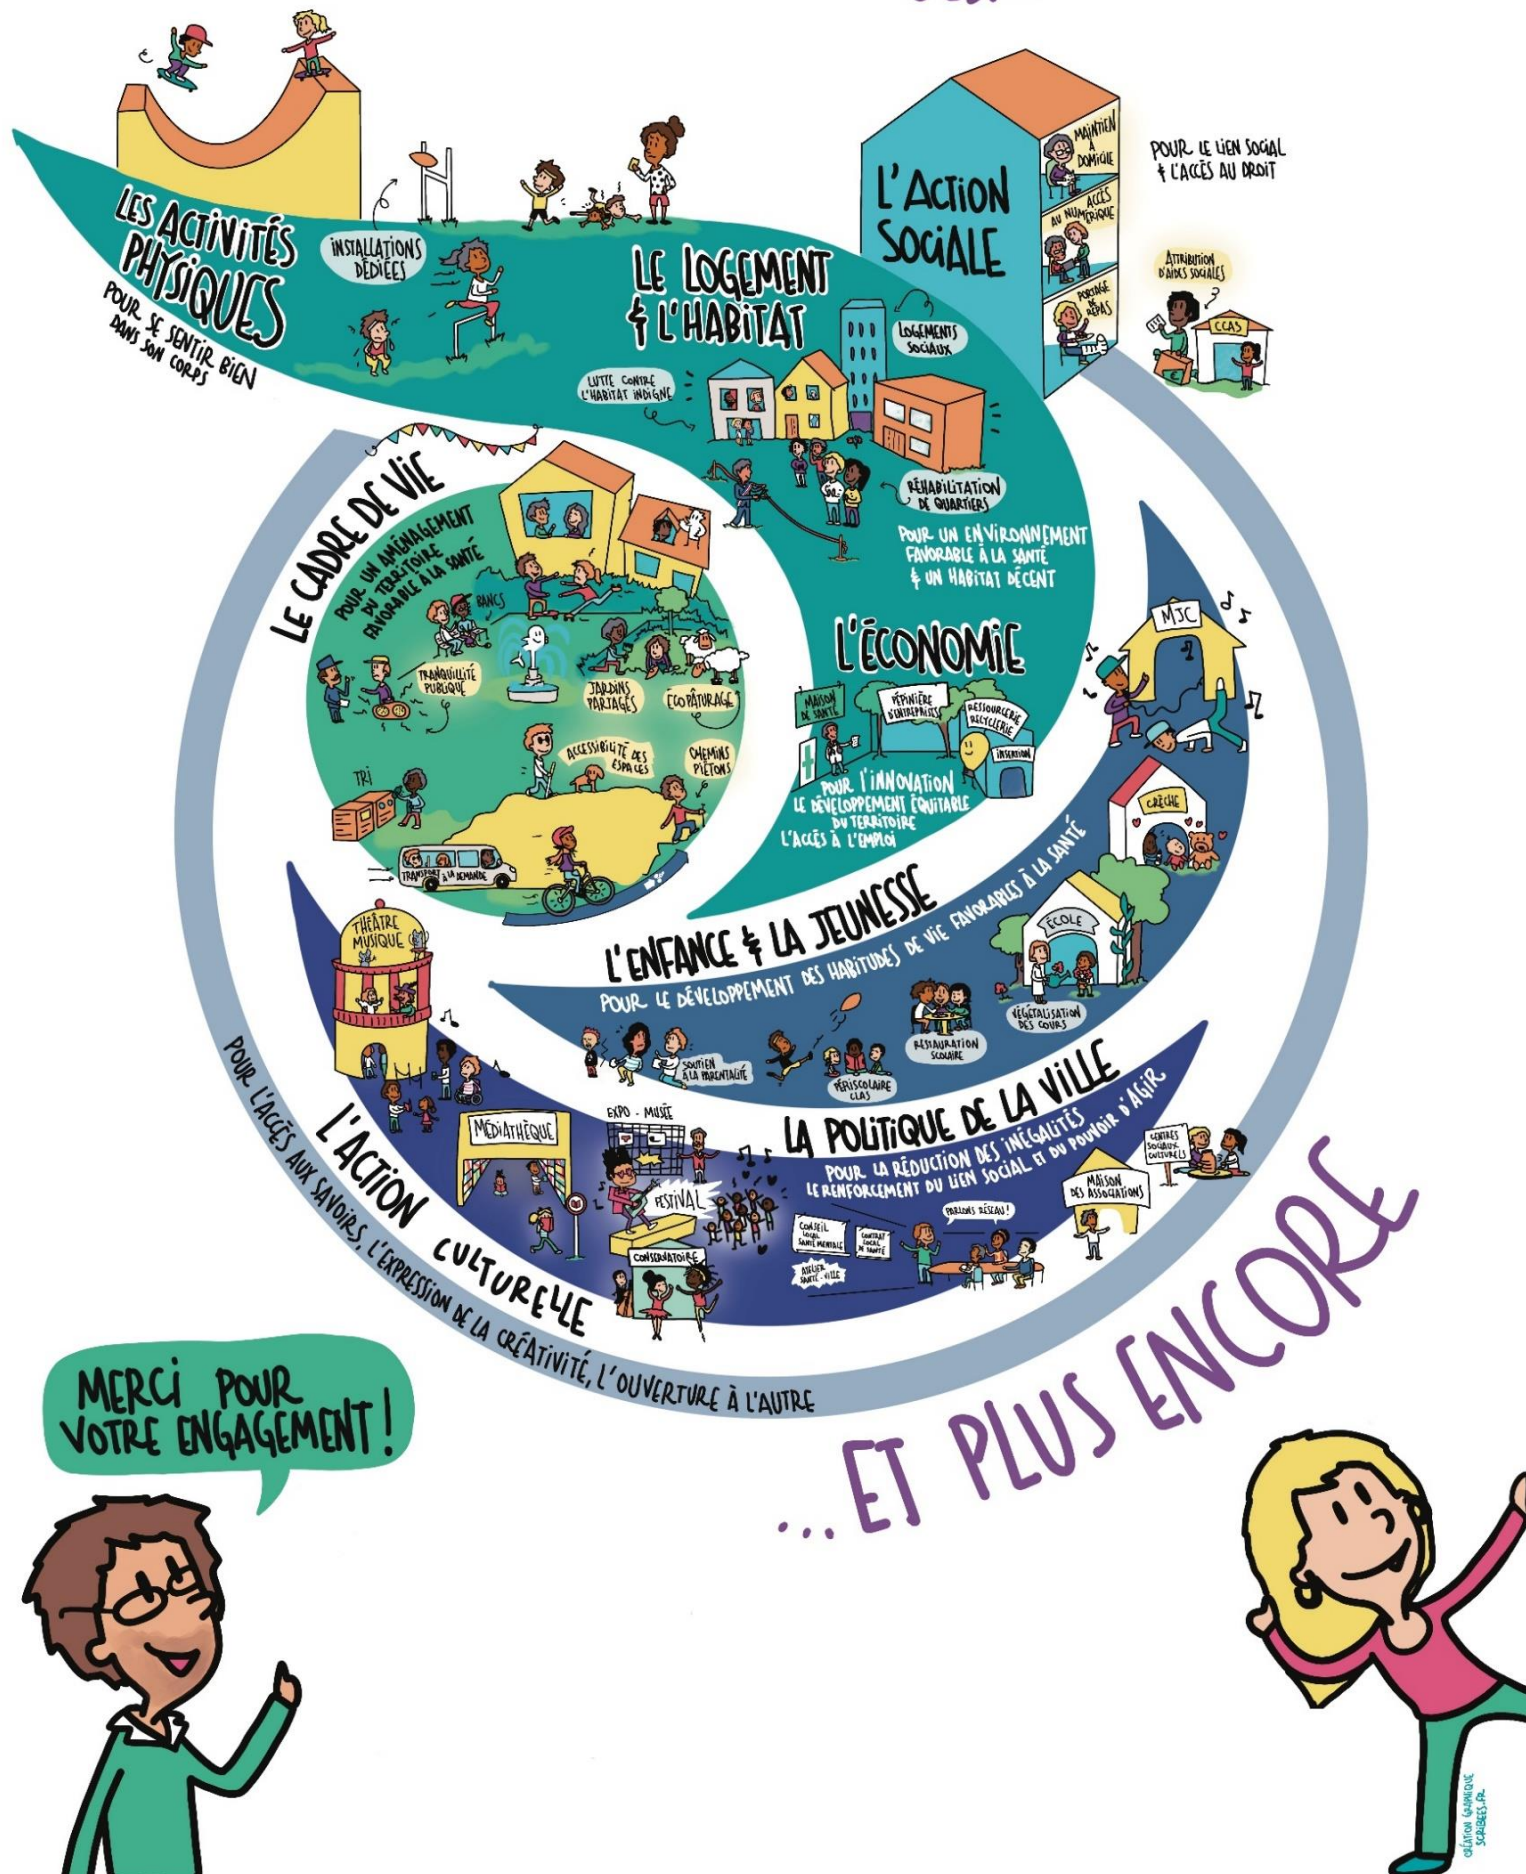 LES ACTIVITÉS
PHYSIQUES
POUR SE SENTIR BIEN
DANS SON CORPS
INSTALLATIONS
DÉDIÉES
LE LOGEMENT
& L'HABITAT
LOGEMENTS
SOCIAUX
LUTTE CONTRE
L'HABITAT INDIGNE
RÉHABILITATION
DE QUARTIERS
POUR UN ENVIRONNEMENT
FAVORABLE À LA SANTÉ
& UN HABITAT DÉCENT
L'ACTION
SOCIALE
MAINTIEN
À
DOMICILE
ACCÈS
AU NUMÉRIQUE
PORTAGE
DE
REPAS
POUR LE LIEN SOCIAL
& L'ACCÈS AU DROIT
ATTRIBUTION
D'AIDES SOCIALES
CCAS
€
LE CADRE DE VIE
POUR UN AMÉNAGEMENT
DU TERRITOIRE
FAVORABLE À LA SANTÉ
BANCS
TRANQUILLITÉ
PUBLIQUE
JARDINS
PARTAGÉS
ECOPÂTURAGE
ACCESSIBILITÉ DES
ESPACES
CHEMINS
PIÉTONS
TRI
TRANSPORT À LA DEMANDE
L'ÉCONOMIE
MAISON
DE SANTÉ
PÉPINIÈRE
D'ENTREPRISES
RESSOURCERIE
RECYCLERIE
INSERTION
POUR l'INNOVATION
LE DÉVELOPPEMENT ÉQUITABLE
DU TERRITOIRE
L'ACCÈS À L'EMPLOI
L'ENFANCE & LA JEUNESSE
POUR LE DÉVELOPPEMENT DES HABITUDES DE VIE FAVORABLES À LA SANTÉ
MJC
CRÈCHE
ÉCOLE
VÉGÉTALISATION
DES COURS
RESTAURATION
SCOLAIRE
PÉRISCOLAIRE
CLAS
SOUTIEN
À LA PARENTALITÉ
LA POLITIQUE DE LA VILLE
POUR LA RÉDUCTION DES INÉGALITÉS
LE RENFORCEMENT DU LIEN SOCIAL ET DU POUVOIR D'AGIR
CONSEIL
LOCAL
SANTÉ MENTALE
CONTRAT
LOCAL
DE SANTÉ
ATELIER
SANTÉ-VILLE
PARLONS RÉSEAU !
MAISON
DES ASSOCIATIONS
CENTRES
SOCIAUX
CULTURELS
L'ACTION CULTURELLE
POUR L'ACCÈS AUX SAVOIRS, L'EXPRESSION DE LA CRÉATIVITÉ, L'OUVERTURE À L'AUTRE
THÉÂTRE
MUSIQUE
MÉDIATHÈQUE
EXPO - MUSÉE
FESTIVAL
CONSERVATOIRE
...ET PLUS ENCORE
MERCI POUR
VOTRE ENGAGEMENT !
CRÉATION GRAPHIQUE
SCRIBEES.FR